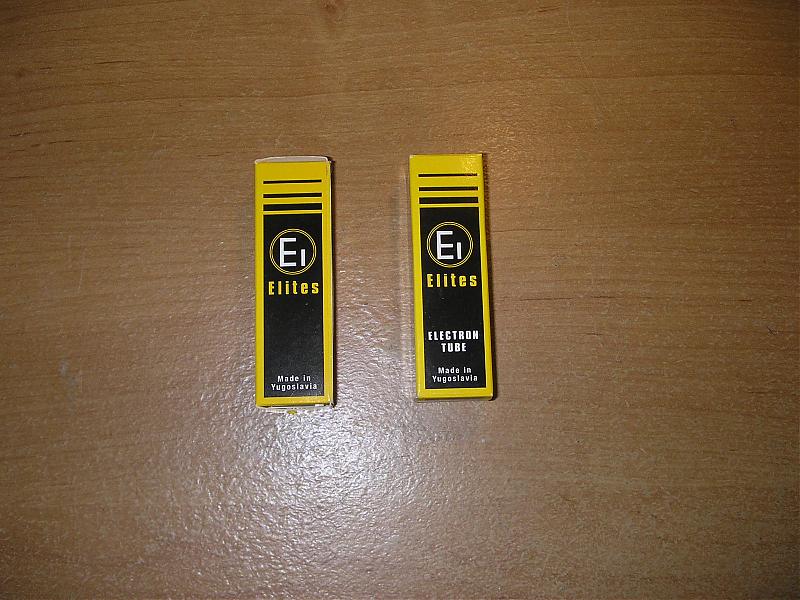 EI
Elites
Made in
Yugoslavia
EI
Elites
ELECTRON
TUBE
Made in
Yugoslavia